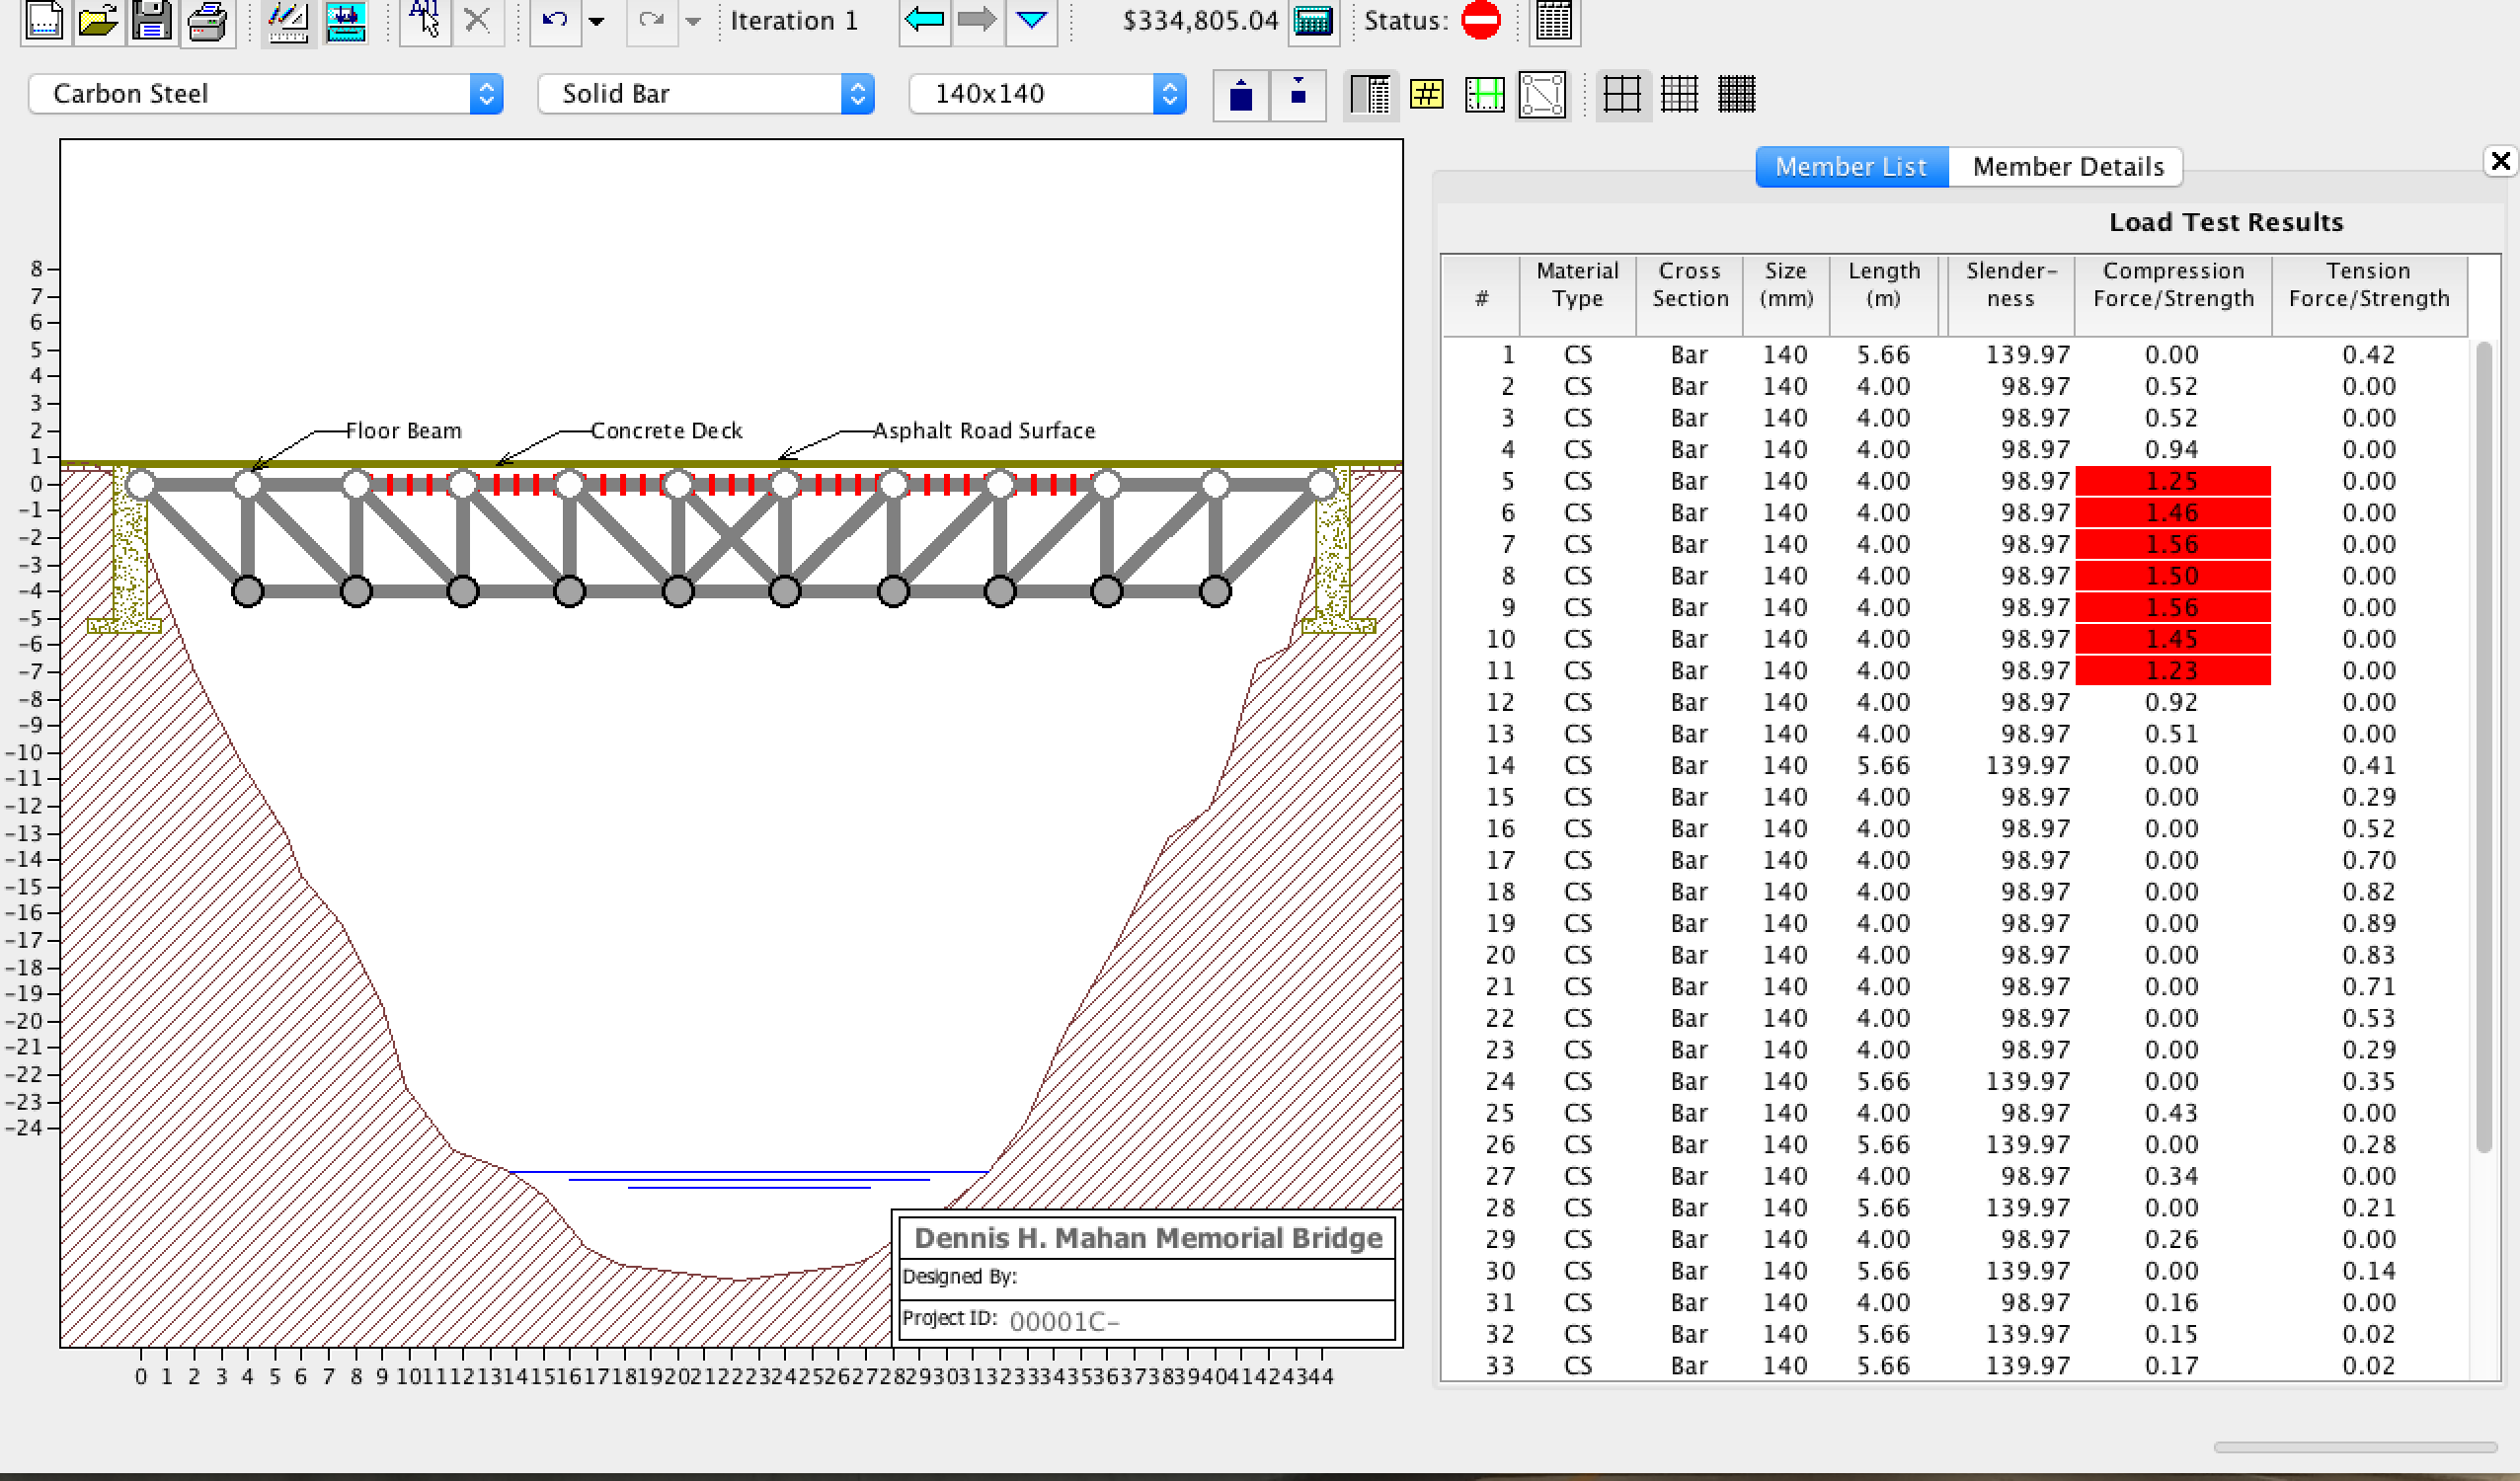 All
Iteration 1 $334,805.04 Status:
Carbon Steel Solid Bar 140x140
Member List Member Details
Load Test Results
# Material Type Cross Section Size (mm) Length (m) Slender-ness Compression Force/Strength Tension Force/Strength
1 CS Bar 140 5.66 139.97 0.00 0.42
2 CS Bar 140 4.00 98.97 0.52 0.00
3 CS Bar 140 4.00 98.97 0.52 0.00
4 CS Bar 140 4.00 98.97 0.94 0.00
5 CS Bar 140 4.00 98.97 1.25 0.00
6 CS Bar 140 4.00 98.97 1.46 0.00
7 CS Bar 140 4.00 98.97 1.56 0.00
8 CS Bar 140 4.00 98.97 1.50 0.00
9 CS Bar 140 4.00 98.97 1.56 0.00
10 CS Bar 140 4.00 98.97 1.45 0.00
11 CS Bar 140 4.00 98.97 1.23 0.00
12 CS Bar 140 4.00 98.97 0.92 0.00
13 CS Bar 140 4.00 98.97 0.51 0.00
14 CS Bar 140 5.66 139.97 0.00 0.41
15 CS Bar 140 4.00 98.97 0.00 0.29
16 CS Bar 140 4.00 98.97 0.00 0.52
17 CS Bar 140 4.00 98.97 0.00 0.70
18 CS Bar 140 4.00 98.97 0.00 0.82
19 CS Bar 140 4.00 98.97 0.00 0.89
20 CS Bar 140 4.00 98.97 0.00 0.83
21 CS Bar 140 4.00 98.97 0.00 0.71
22 CS Bar 140 4.00 98.97 0.00 0.53
23 CS Bar 140 4.00 98.97 0.00 0.29
24 CS Bar 140 5.66 139.97 0.00 0.35
25 CS Bar 140 4.00 98.97 0.43 0.00
26 CS Bar 140 5.66 139.97 0.00 0.28
27 CS Bar 140 4.00 98.97 0.34 0.00
28 CS Bar 140 5.66 139.97 0.00 0.21
29 CS Bar 140 4.00 98.97 0.26 0.00
30 CS Bar 140 5.66 139.97 0.00 0.14
31 CS Bar 140 4.00 98.97 0.16 0.00
32 CS Bar 140 5.66 139.97 0.15 0.02
33 CS Bar 140 5.66 139.97 0.17 0.02
8
7
6
5
4
3
2
1
0
-1
-2
-3
-4
-5
-6
-7
-8
-9
-10
-11
-12
-13
-14
-15
-16
-17
-18
-19
-20
-21
-22
-23
-24
Floor Beam Concrete Deck Asphalt Road Surface
Dennis H. Mahan Memorial Bridge
Designed By:
Project ID: 00001C-
0 1 2 3 4 5 6 7 8 9 10 11 12 13 14 15 16 17 18 19 20 21 22 23 24 25 26 27 28 29 30 31 32 33 34 35 36 37 38 39 40 41 42 43 44